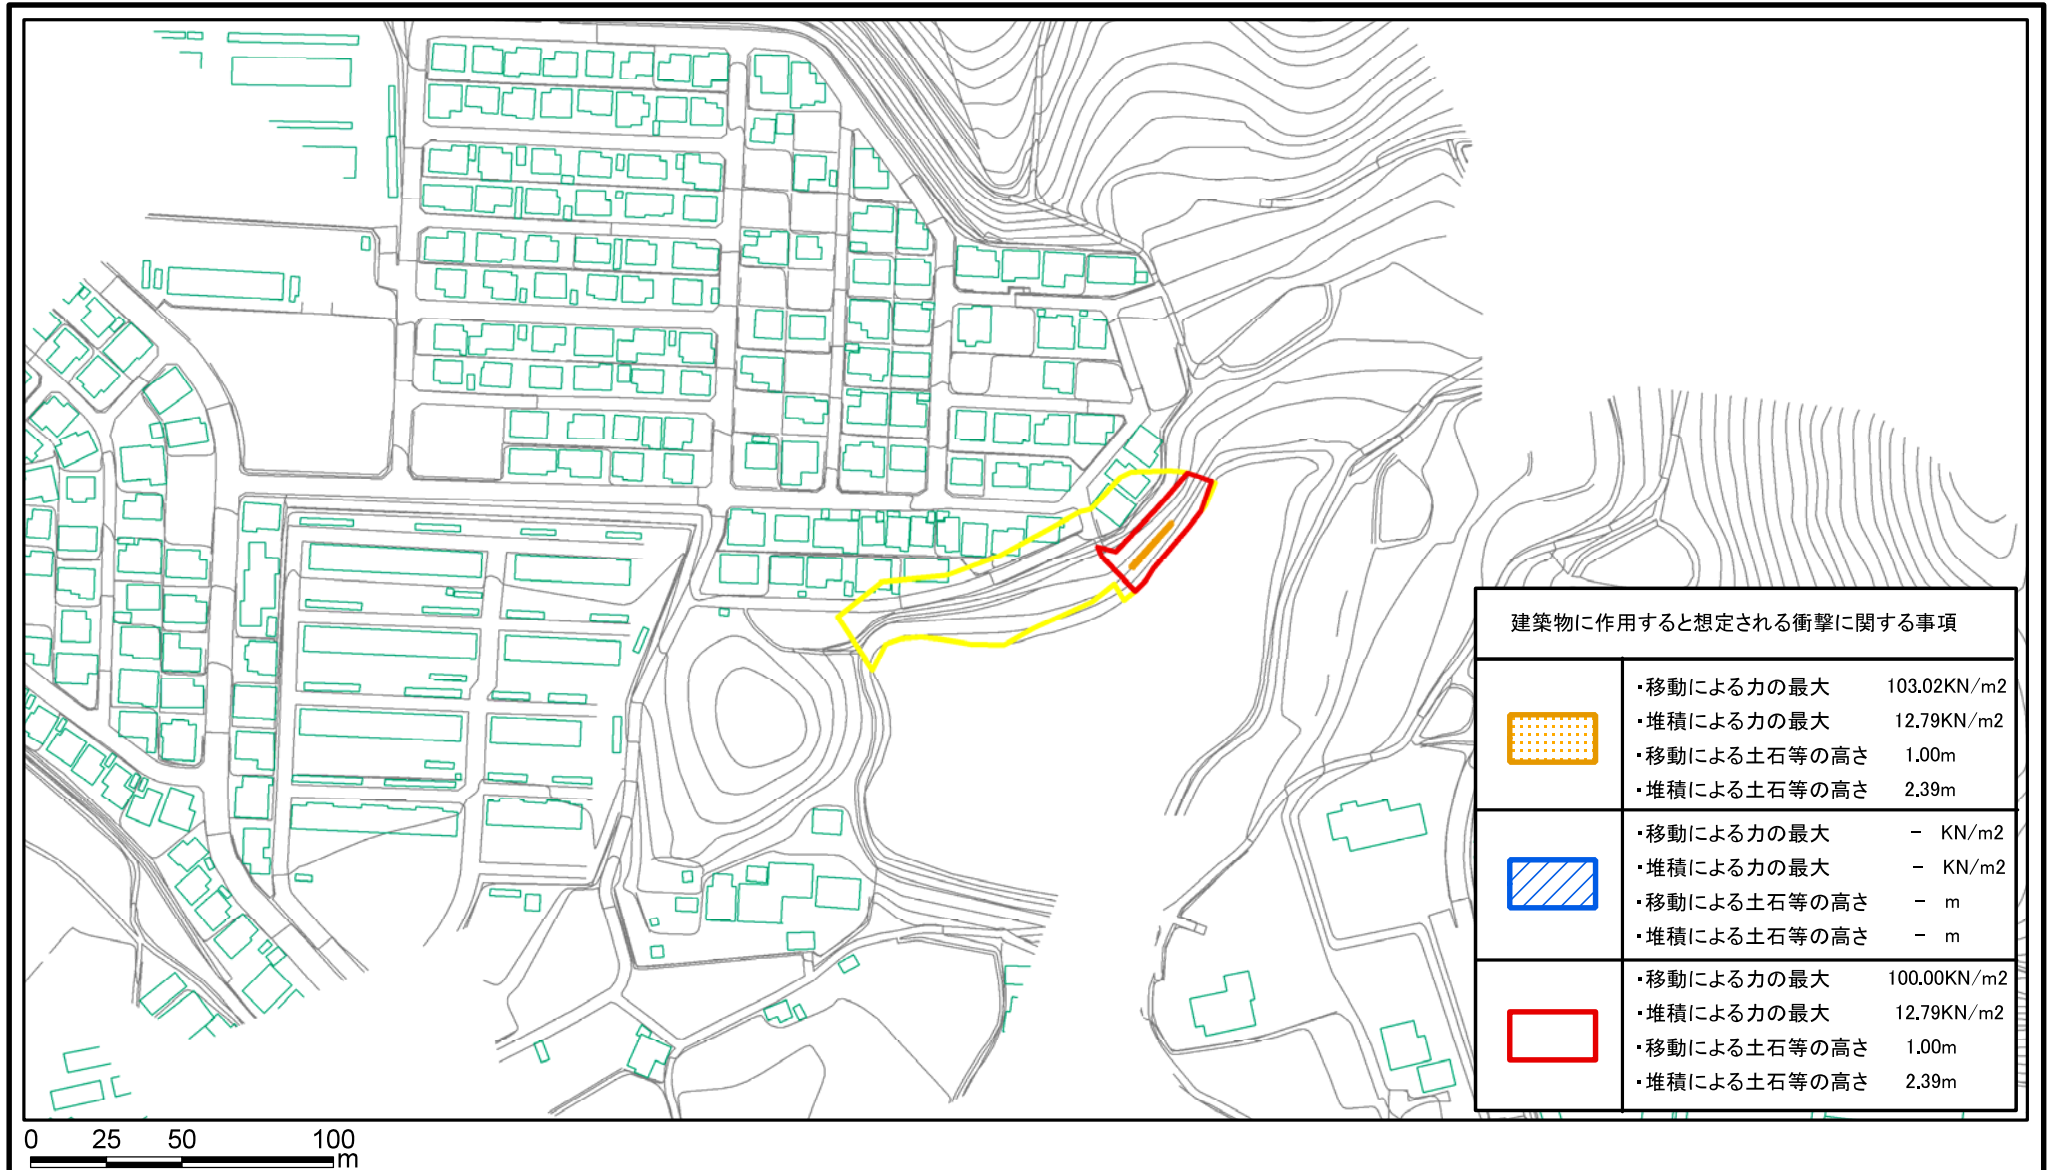 建築物に作用すると想定される衝撃に関する事項
・移動による力の最大 103.02KN/m2
・堆積による力の最大 12.79KN/m2
・移動による土石等の高さ 1.00m
・堆積による土石等の高さ 2.39m
・移動による力の最大 － KN/m2
・堆積による力の最大 － KN/m2
・移動による土石等の高さ － m
・堆積による土石等の高さ － m
・移動による力の最大 100.00KN/m2
・堆積による力の最大 12.79KN/m2
・移動による土石等の高さ 1.00m
・堆積による土石等の高さ 2.39m
0 25 50 100
m